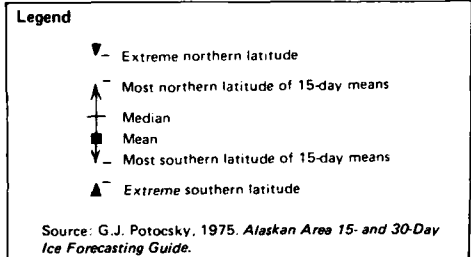 Legend
Extreme northern latitude
Most northern latitude of 15-day means
Median
Mean
Most southern latitude of 15-day means
Extreme southern latitude
Source: G.J. Potocsky, 1975. Alaskan Area 15- and 30-Day
Ice Forecasting Guide.